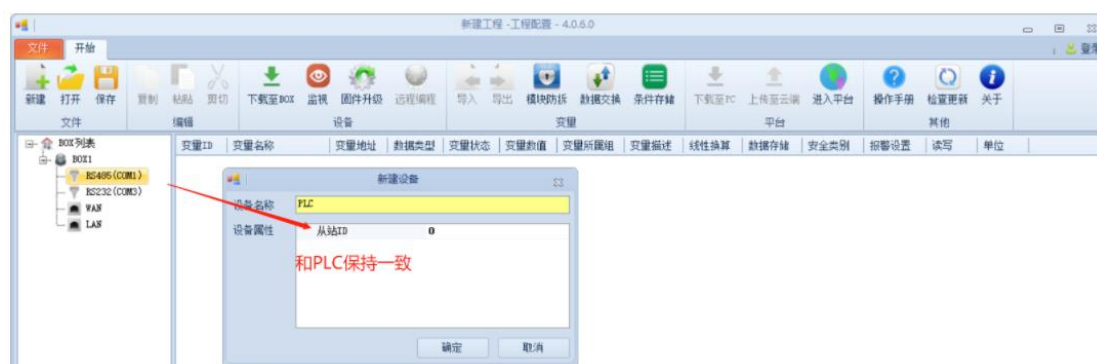 新建工程 -工程配置 - 4.0.6.0
文件 开始 登录
新建 打开 保存 复制 粘贴 剪切 下载至BOX 监视 固件升级 远程编程 导入 导出 模块防拆 数据交换 条件存储 下载至PC 上传至云端 进入平台 操作手册 检查更新 关于
文件 编辑 设备 变量 平台 其他
BOX列表 变量ID 变量名称 变量地址 数据类型 变量状态 变量数值 变量所属组 变量描述 线性换算 数据存储 安全类别 报警设置 读写 单位
BOX1
RS485(COM1) 新建设备
RS232(COM3) 设备名称 PLC
WAN
LAN 设备属性 从站ID 0
和PLC保持一致
确定 取消